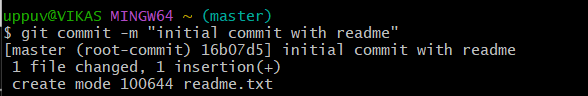 uppuv@VIKAS MINGW64 ~ (master)
$ git commit -m "initial commit with readme"
[master (root-commit) 16b07d5] initial commit with readme
 1 file changed, 1 insertion(+)
 create mode 100644 readme.txt